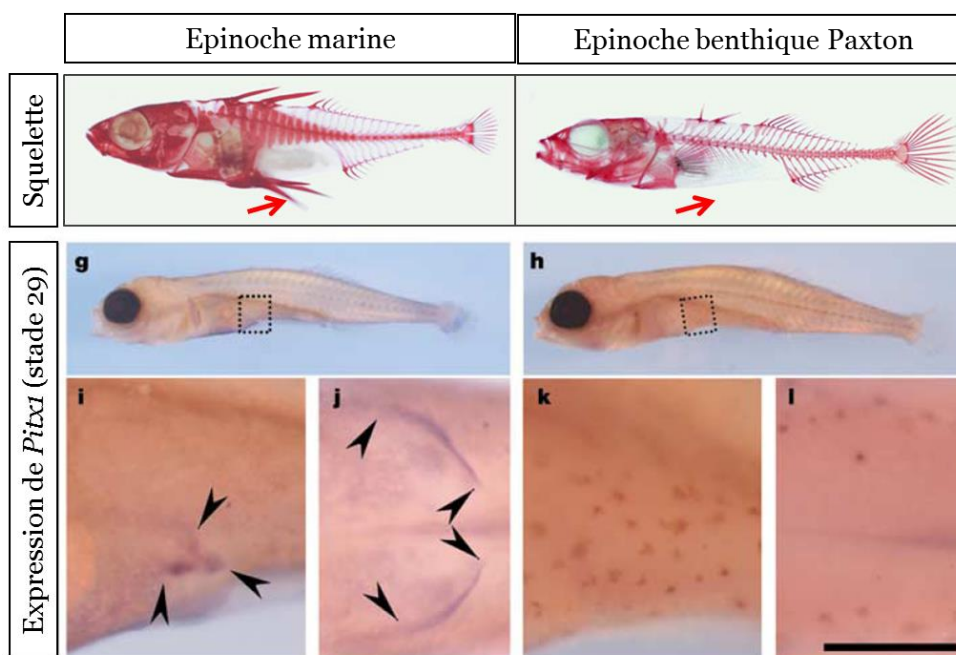 Epinoche marine
Epinoche benthique Paxton
Squelette
Expression de Pitx1 (stade 29)
g
h
i
j
k
l